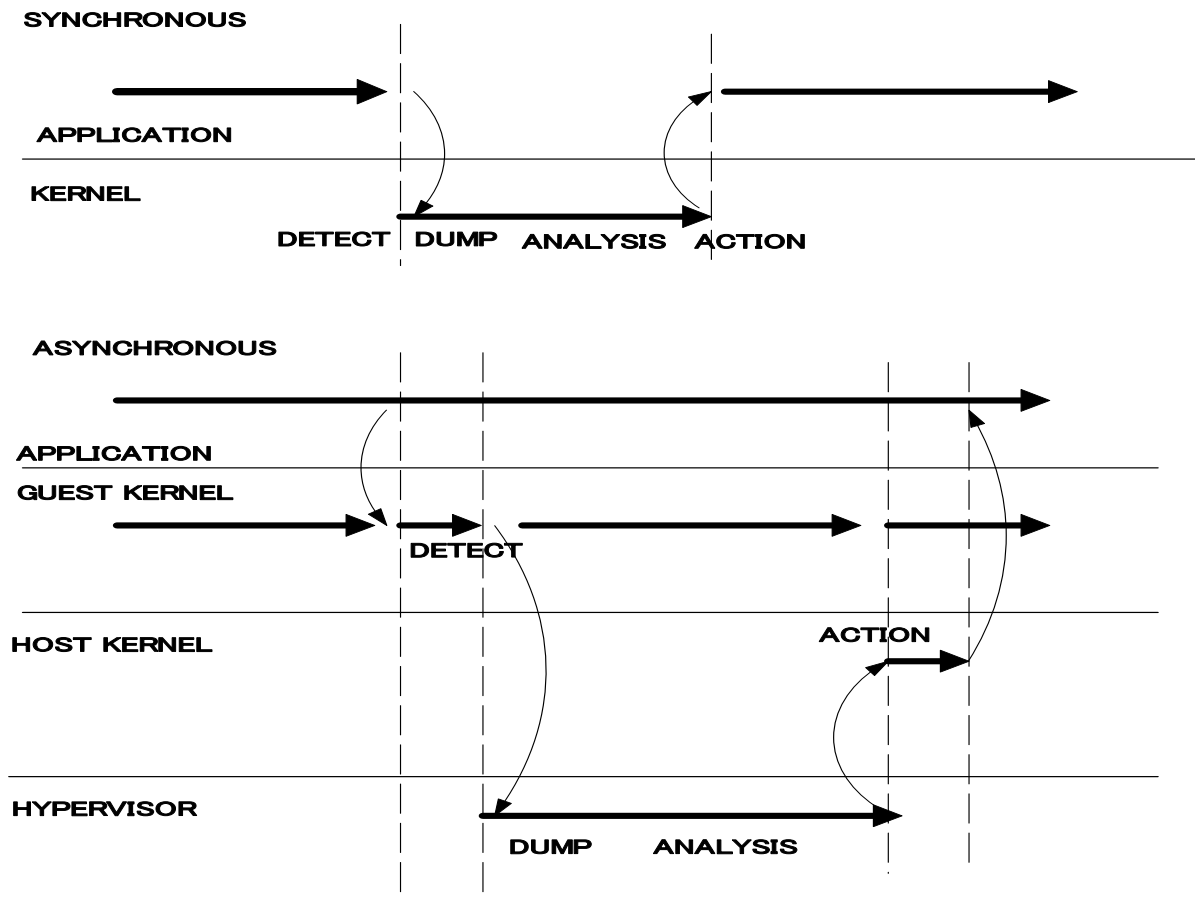 SYNCHRONOUS
APPLICATION
KERNEL
DETECT DUMP ANALYSIS ACTION
ASYNCHRONOUS
APPLICATION
GUEST KERNEL
DETECT
ACTION
HOST KERNEL
HYPERVISOR
DUMP ANALYSIS